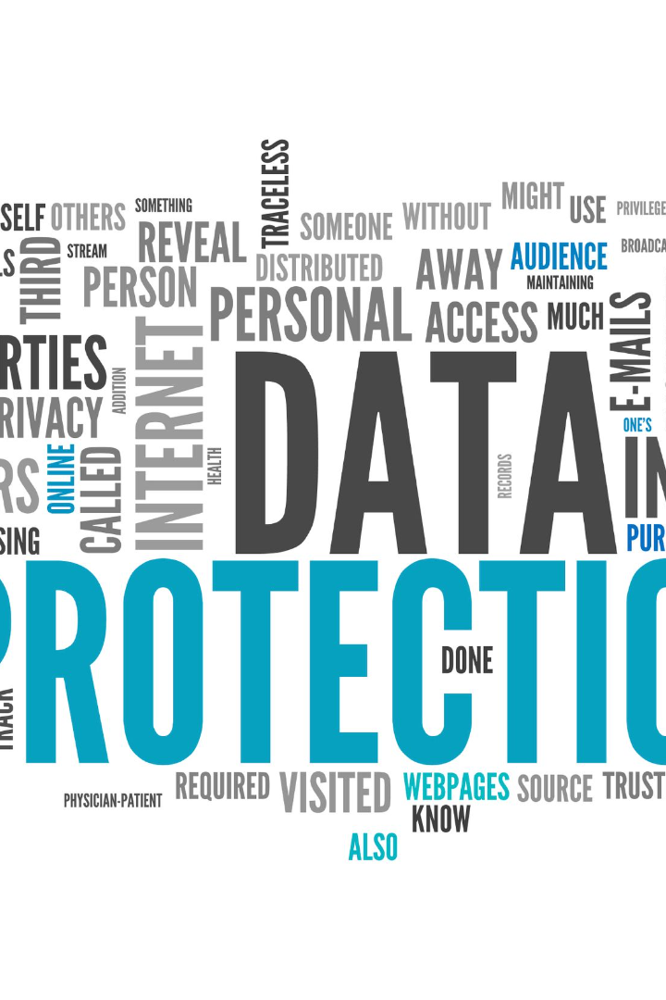 TRACELESS
MIGHT
SELF OTHERS SOMETHING
SOMEONE WITHOUT USE PRIVILEGE
THIRD STREAM REVEAL
LS
DISTRIBUTED AWAY AUDIENCE BROADCA
PERSON MAINTAINING
PERSONAL ACCESS MUCH E-MAILS
RTIES ADDITION INTERNET
RIVACY
DATA
ONE'S
RS ONLINE CALLED HEALTH RECORDS IN
SING PUR
PROTECTIO
DONE
TRACK
REQUIRED VISITED WEBPAGES SOURCE TRUST
PHYSICIAN-PATIENT
KNOW
ALSO